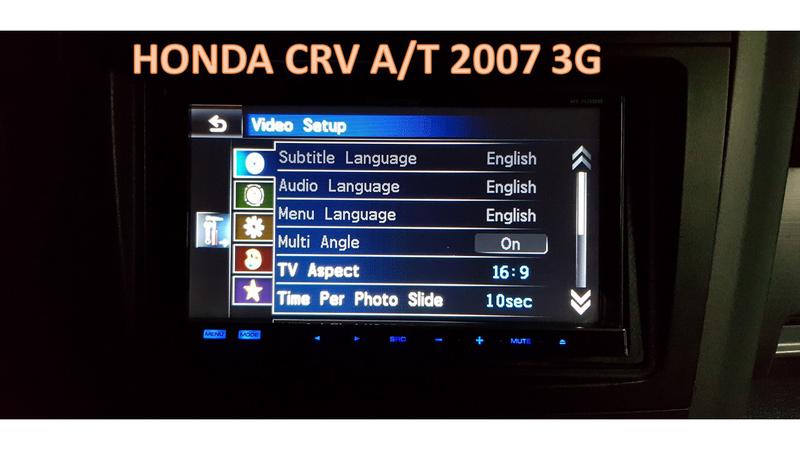 HONDA CRV A/T 2007 3G
Video Setup
Subtitle Language English
Audio Language English
Menu Language English
Multi Angle On
TV Aspect 16:9
Time Per Photo Slide 10sec
MENU MODE SRC - + MUTE